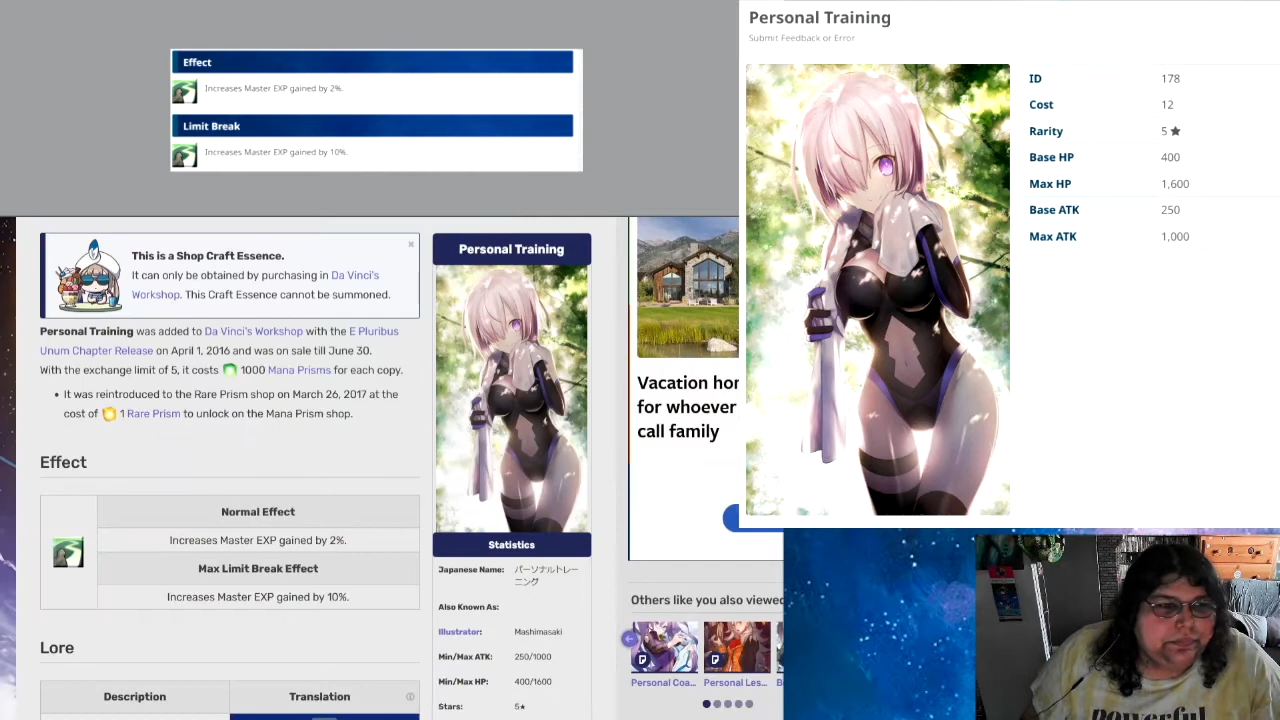 Effect
Increases Master EXP gained by 2%.
Limit Break
Increases Master EXP gained by 10%.
Personal Training
Submit Feedback or Error
ID 178
Cost 12
Rarity 5 ★
Base HP 400
Max HP 1,600
Base ATK 250
Max ATK 1,000
This is a Shop Craft Essence.
It can only be obtained by purchasing in Da Vinci's
Workshop. This Craft Essence cannot be summoned.
Personal Training was added to Da Vinci's Workshop with the E Pluribus
Unum Chapter Release on April 1, 2016 and was on sale till June 30.
With the exchange limit of 5, it costs 1000 Mana Prisms for each copy.
• It was reintroduced to the Rare Prism shop on March 26, 2017 at the
cost of 1 Rare Prism to unlock on the Mana Prism shop.
Effect
Normal Effect
Increases Master EXP gained by 2%.
Max Limit Break Effect
Increases Master EXP gained by 10%.
Lore
Description Translation
Personal Training
Statistics
Japanese Name: パーソナルトレー
ニング
Also Known As:
Illustrator: Mashimasaki
Min/Max ATK: 250/1000
Min/Max HP: 400/1600
Stars: 5★
Vacation hor
for whoever
call family
Others like you also viewed
Personal Coa...
Personal Les...
powerful